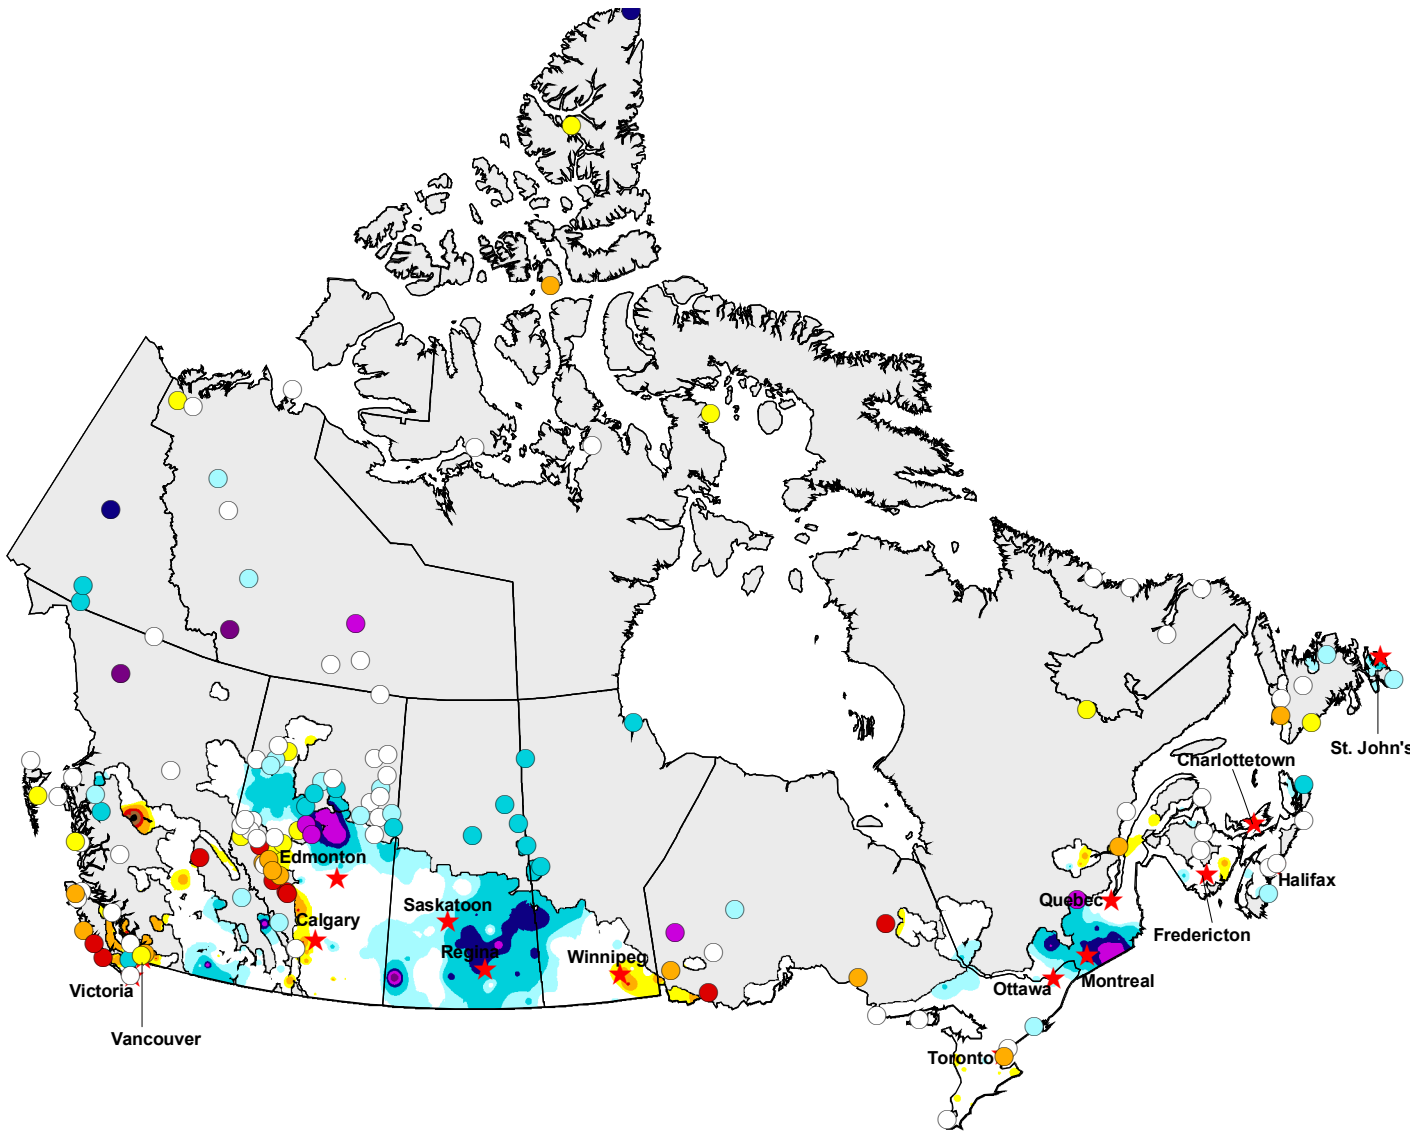 St. John's
Charlottetown
Edmonton
Halifax
Quebec
Saskatoon
Calgary
Fredericton
Regina
Winnipeg
Montreal
Ottawa
Victoria
Vancouver
Toronto